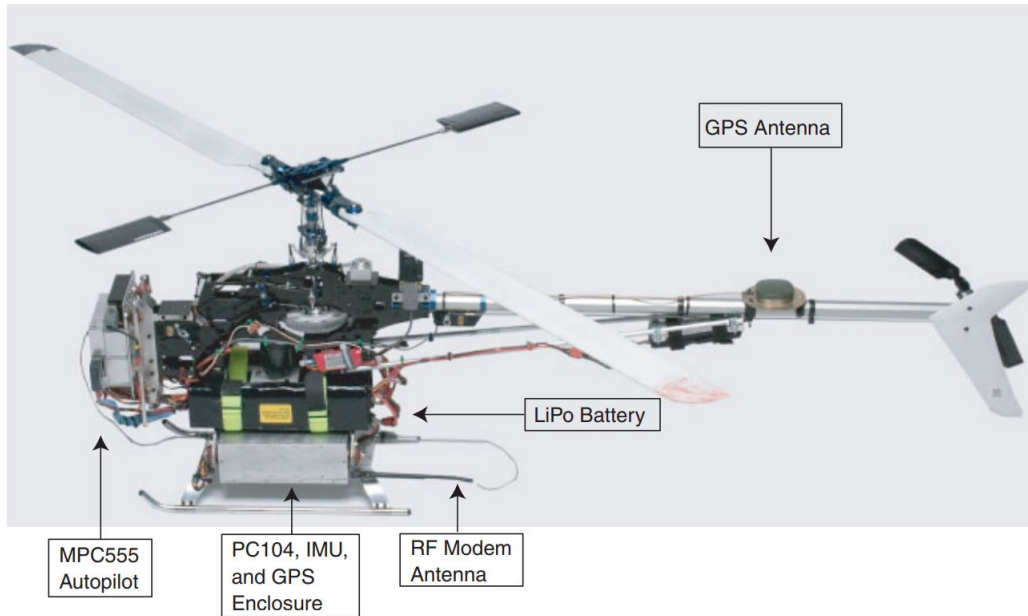 GPS Antenna
LiPo Battery
MPC555
Autopilot
PC104, IMU,
and GPS
Enclosure
RF Modem
Antenna